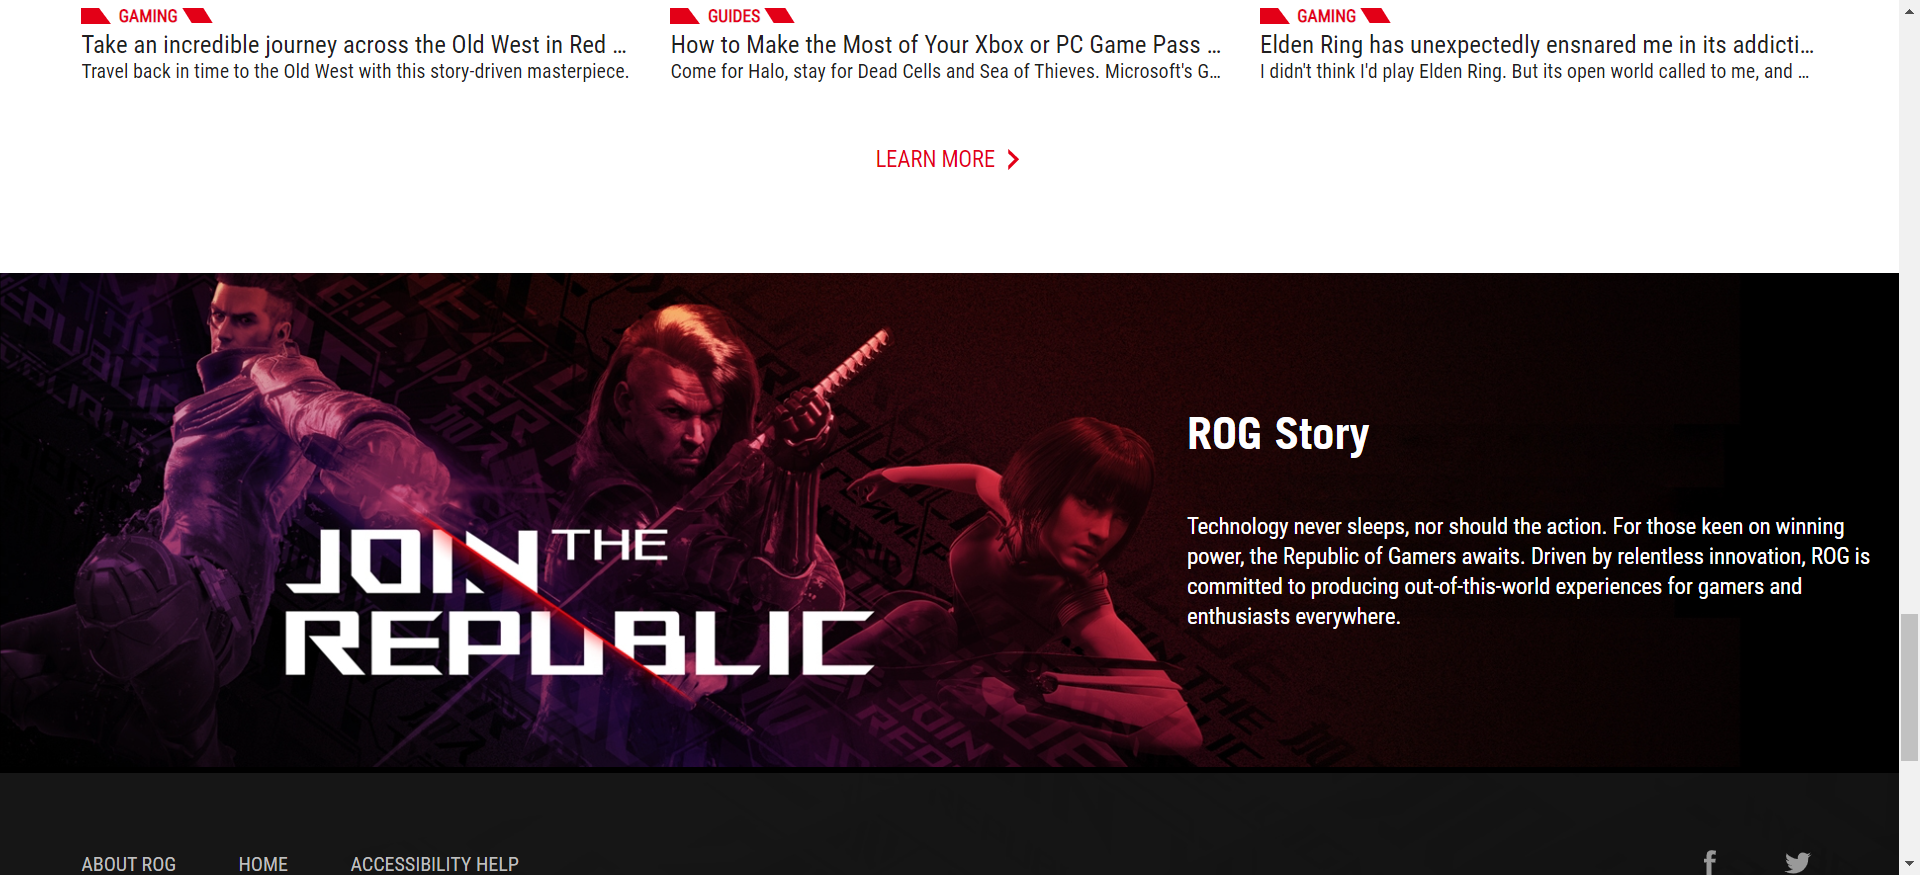 GAMING
Take an incredible journey across the Old West in Red ...
Travel back in time to the Old West with this story-driven masterpiece.
GUIDES
How to Make the Most of Your Xbox or PC Game Pass ...
Come for Halo, stay for Dead Cells and Sea of Thieves. Microsoft's G...
GAMING
Elden Ring has unexpectedly ensnared me in its addicti...
I didn't think I'd play Elden Ring. But its open world called to me, and ...
LEARN MORE
JOIN THE
REPUBLIC
ROG Story
Technology never sleeps, nor should the action. For those keen on winning
power, the Republic of Gamers awaits. Driven by relentless innovation, ROG is
committed to producing out-of-this-world experiences for gamers and
enthusiasts everywhere.
ABOUT ROG
HOME
ACCESSIBILITY HELP